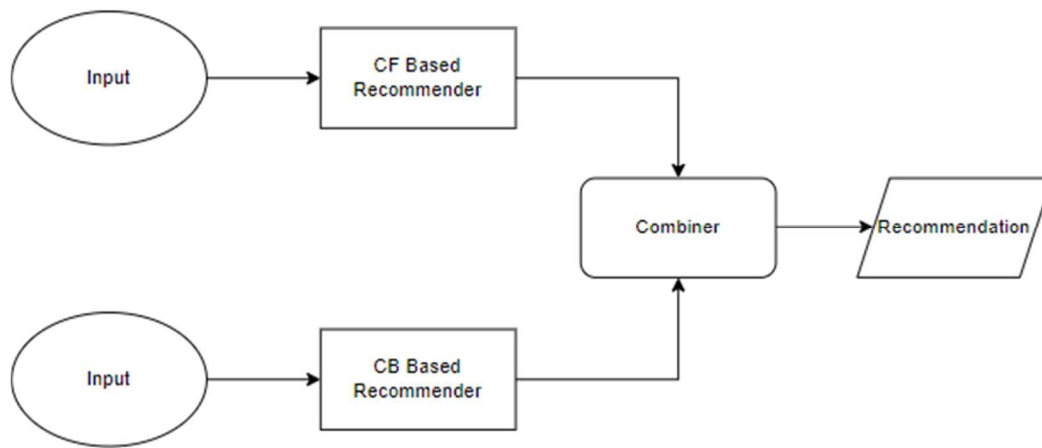 Input
CF Based
Recommender
Combiner
Recommendation
Input
CB Based
Recommender